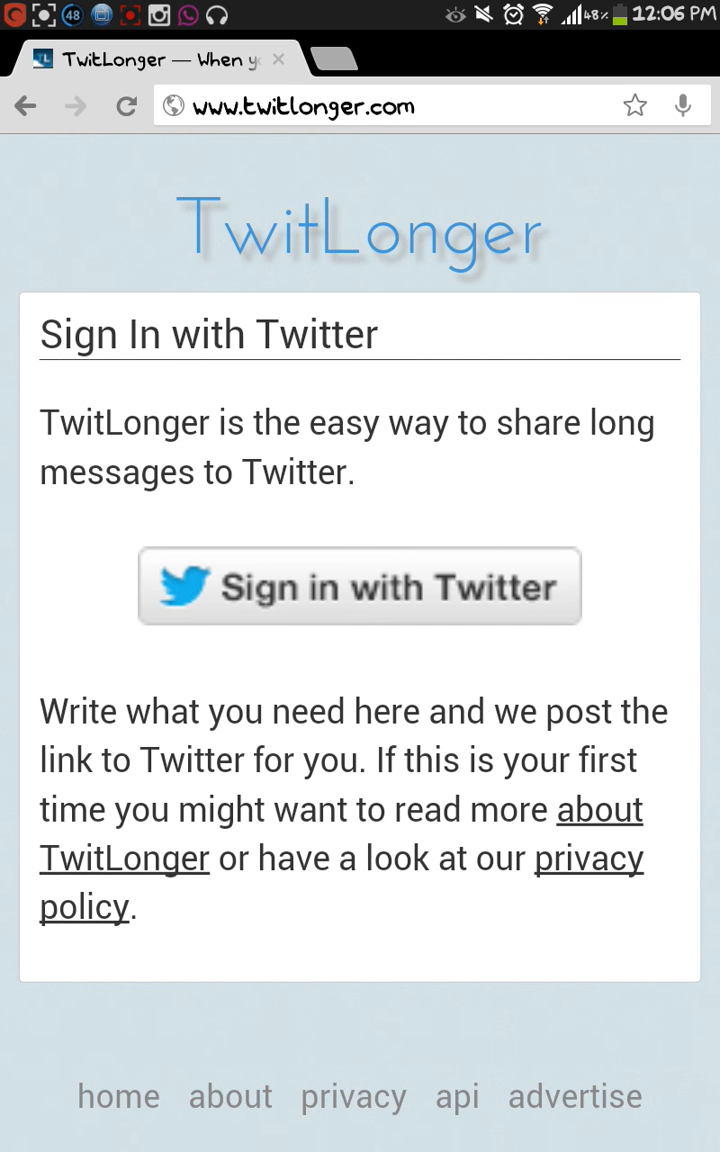 48 48% 12:06 PM
TwitLonger — When y
www.twitlonger.com
TwitLonger
Sign In with Twitter
TwitLonger is the easy way to share long
messages to Twitter.
Sign in with Twitter
Write what you need here and we post the
link to Twitter for you. If this is your first
time you might want to read more about
TwitLonger or have a look at our privacy
policy.
home about privacy api advertise